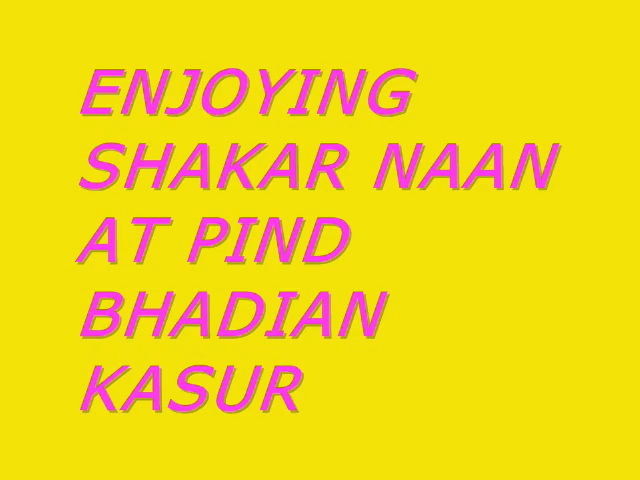 ENJOYING
SHAKAR NAAN
AT PIND
BHADIAN
KASUR